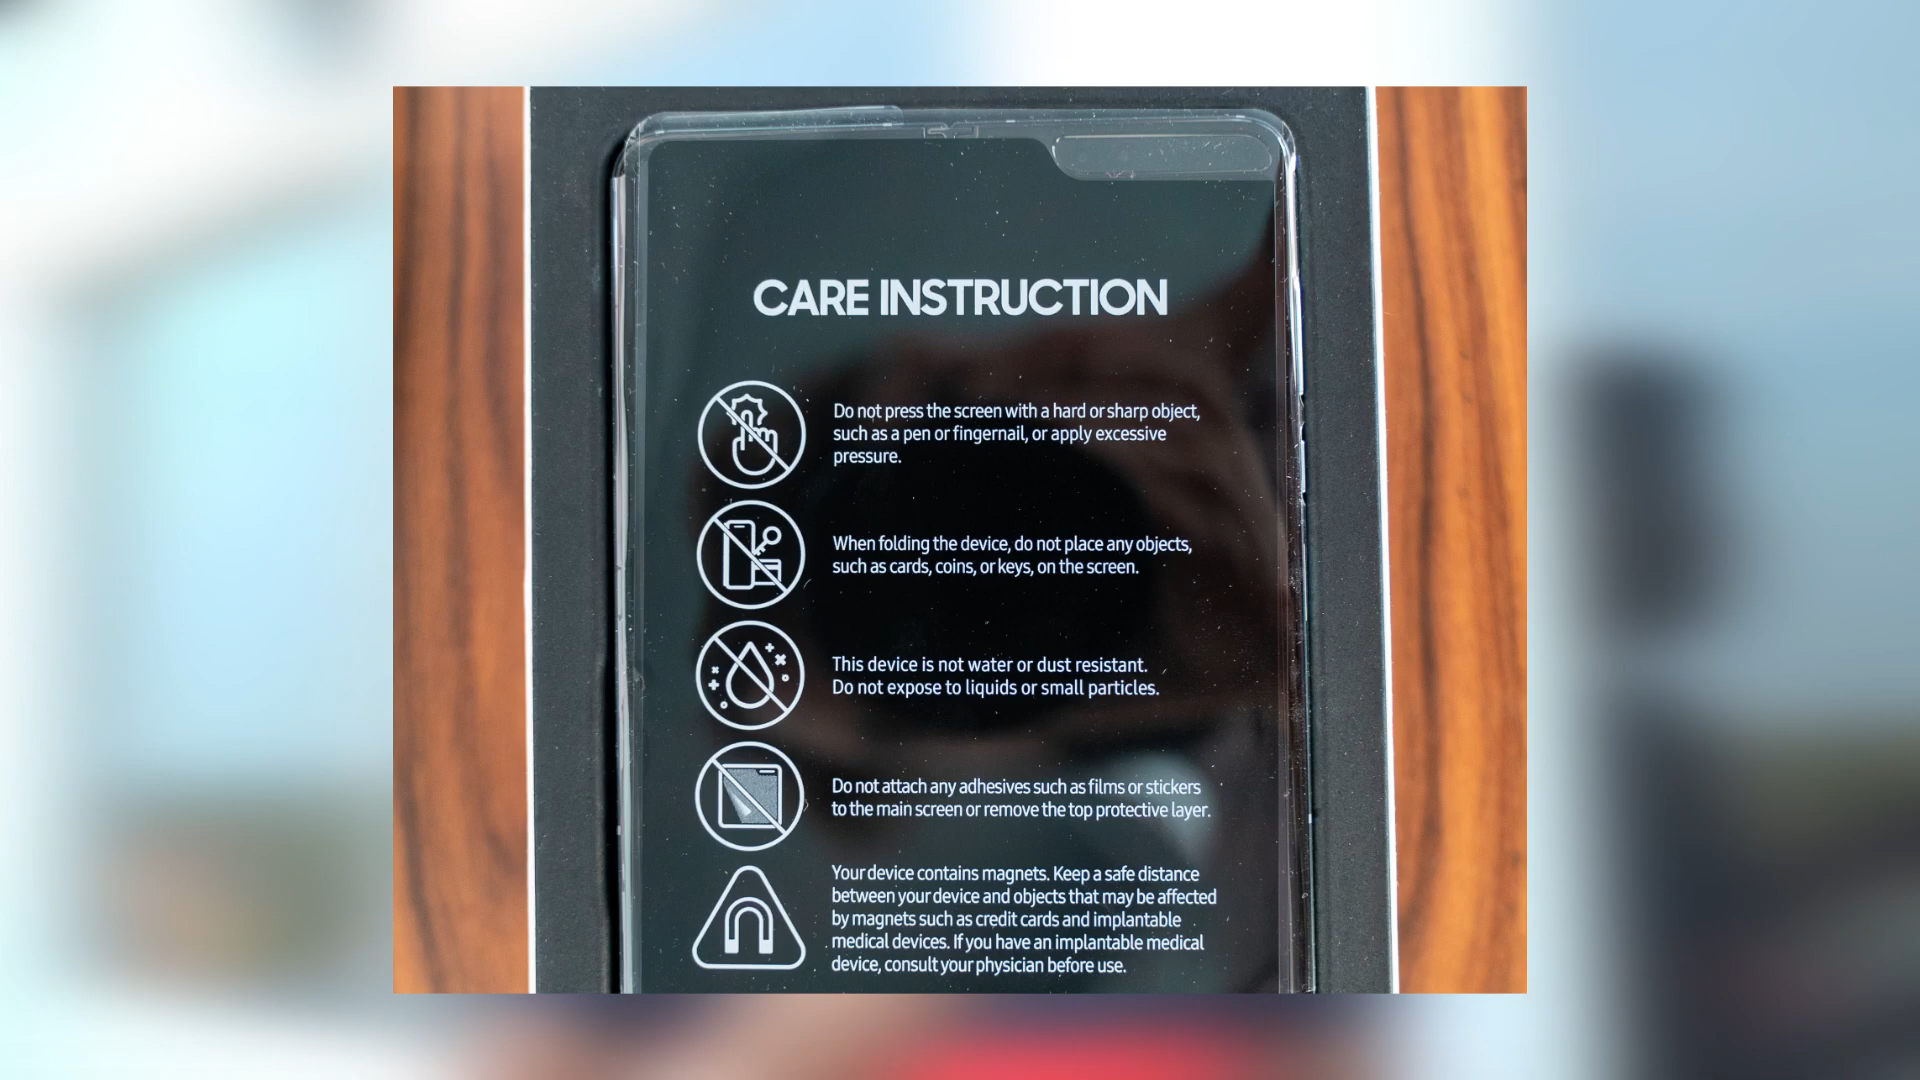 CARE INSTRUCTION
Do not press the screen with a hard or sharp object,
such as a pen or fingernail, or apply excessive
pressure.
When folding the device, do not place any objects,
such as cards, coins, or keys, on the screen.
This device is not water or dust resistant.
Do not expose to liquids or small particles.
Do not attach any adhesives such as films or stickers
to the main screen or remove the top protective layer.
Your device contains magnets. Keep a safe distance
between your device and objects that may be affected
by magnets such as credit cards and implantable
medical devices. If you have an implantable medical
device, consult your physician before use.